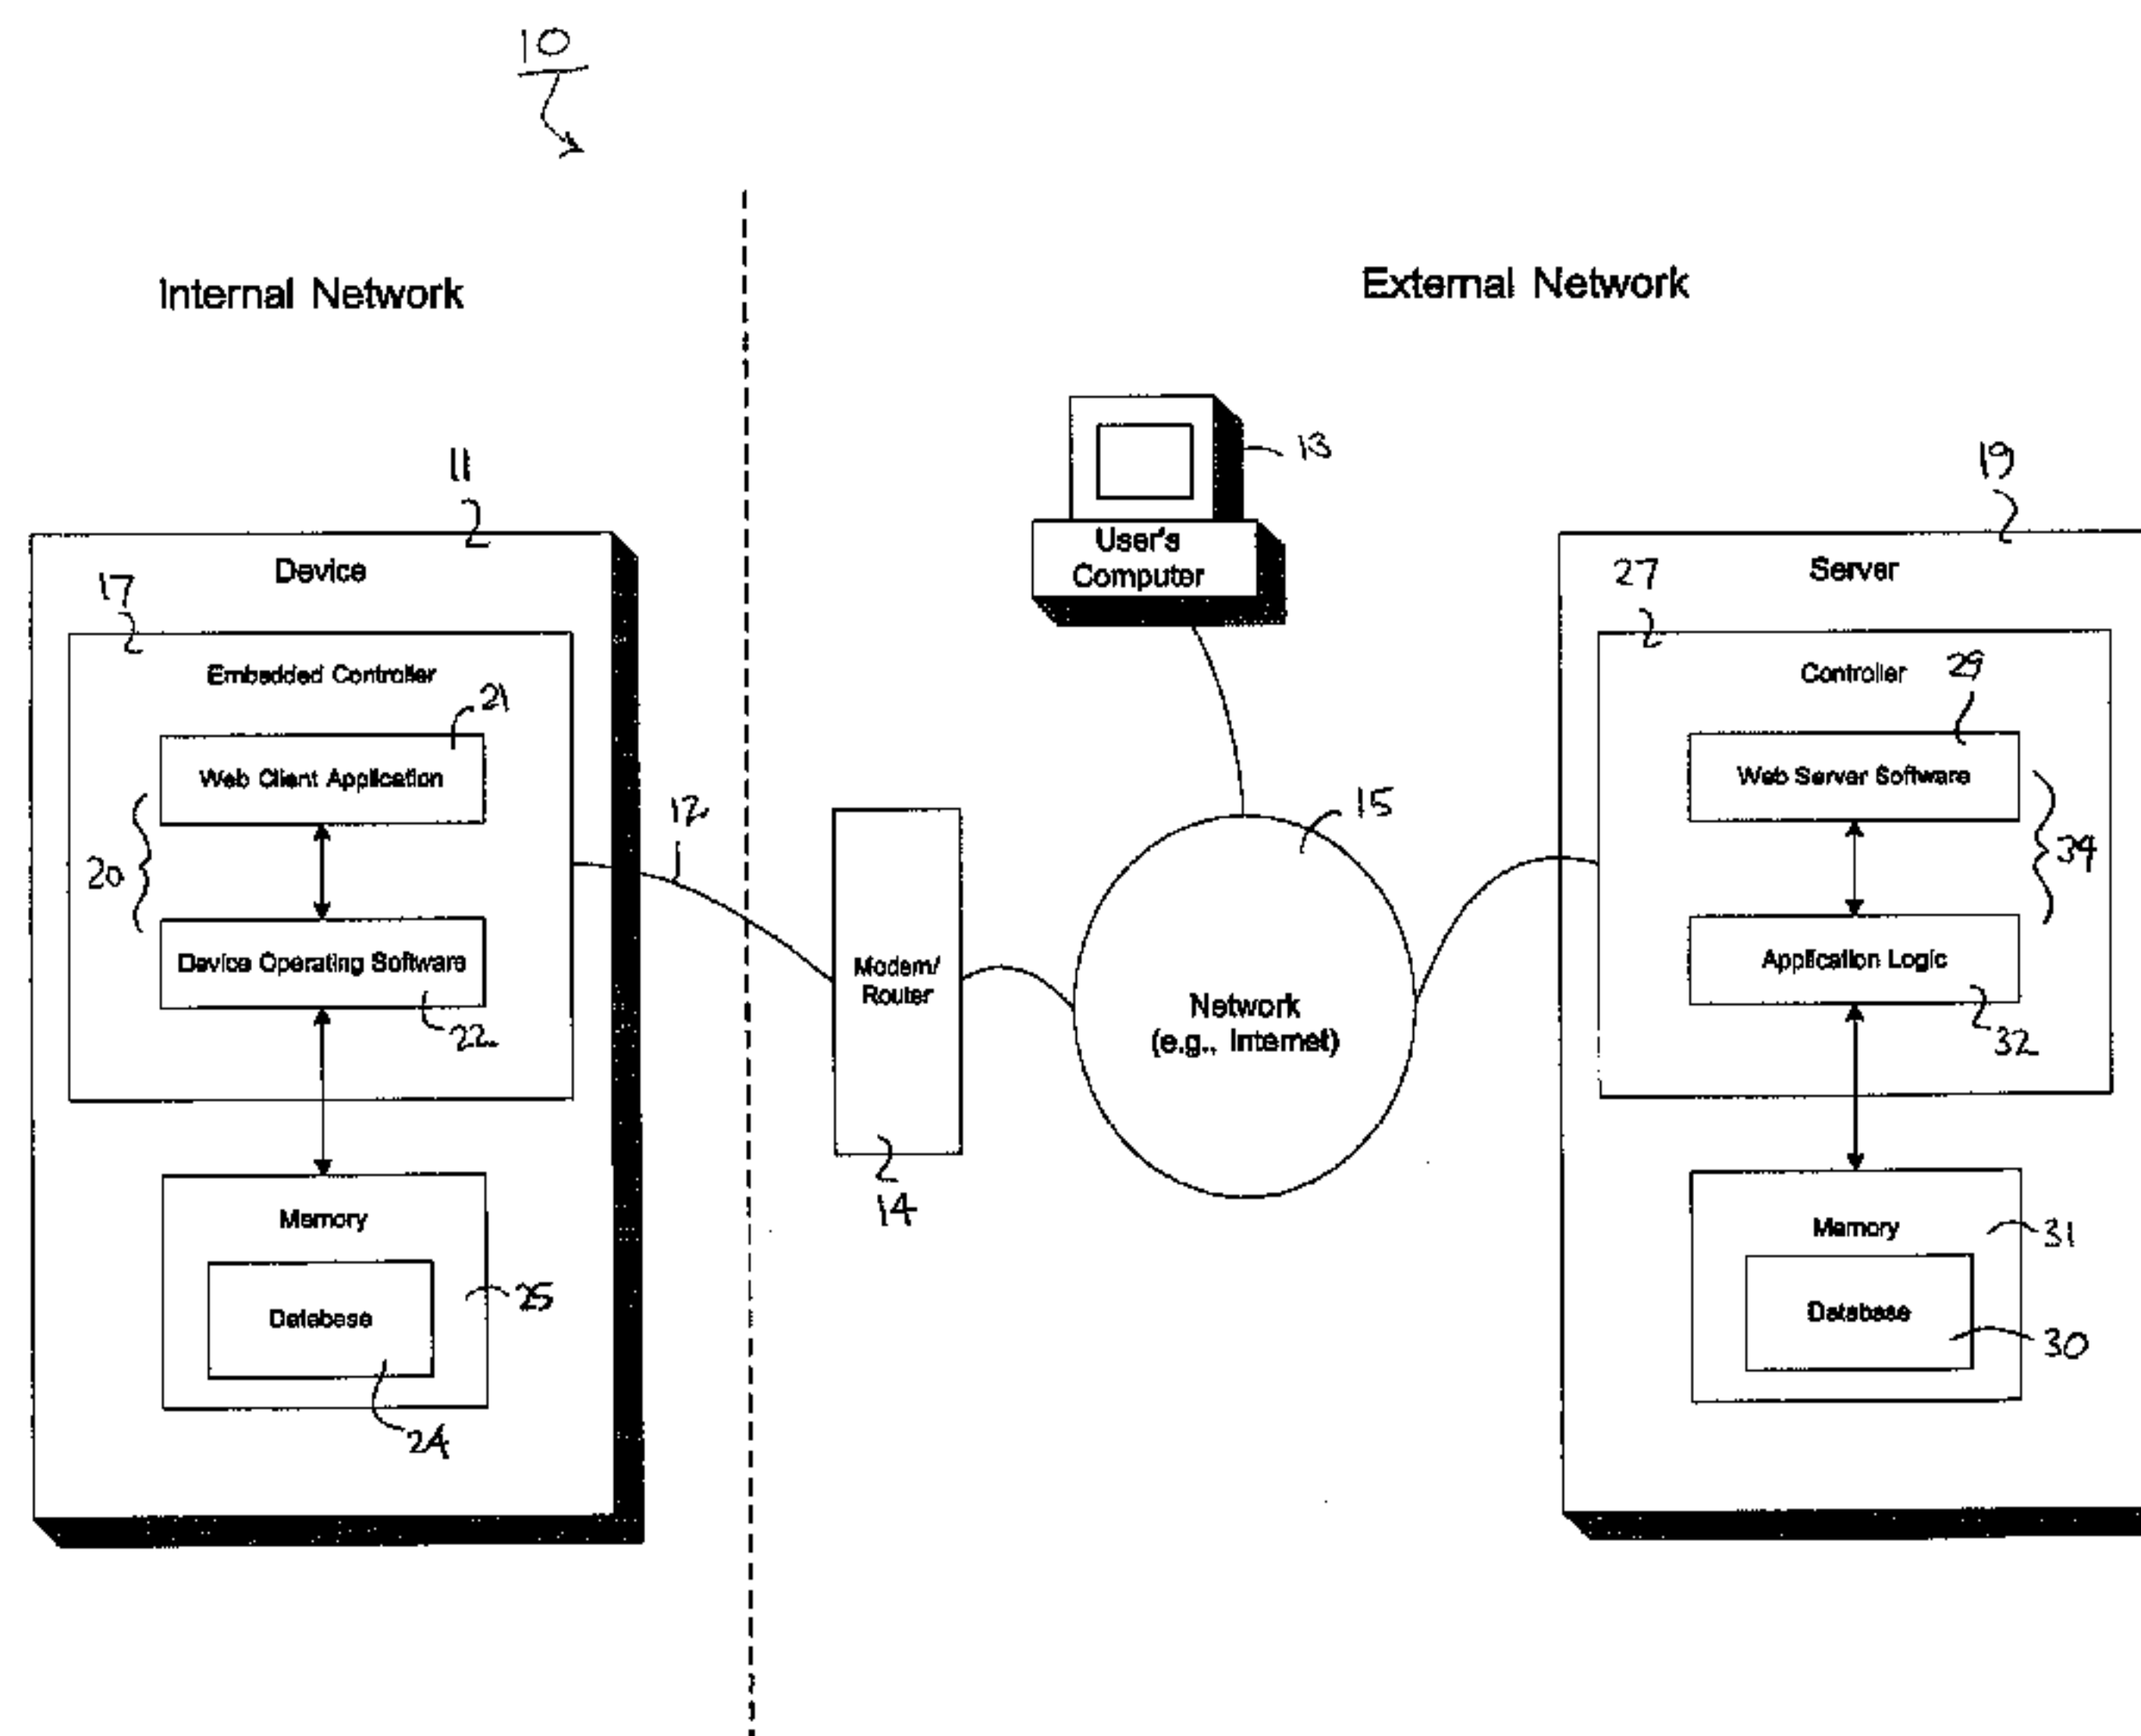 10
Internal Network
External Network
11
Device
17
Embedded Controller
21
Web Client Application
20
Device Operating Software
22
Memory
25
Database
24
12
Modem/
Router
14
13
User's
Computer
15
Network
(e.g., Internet)
19
Server
27
Controller
29
Web Server Software
34
Application Logic
32
Memory
31
Database
30